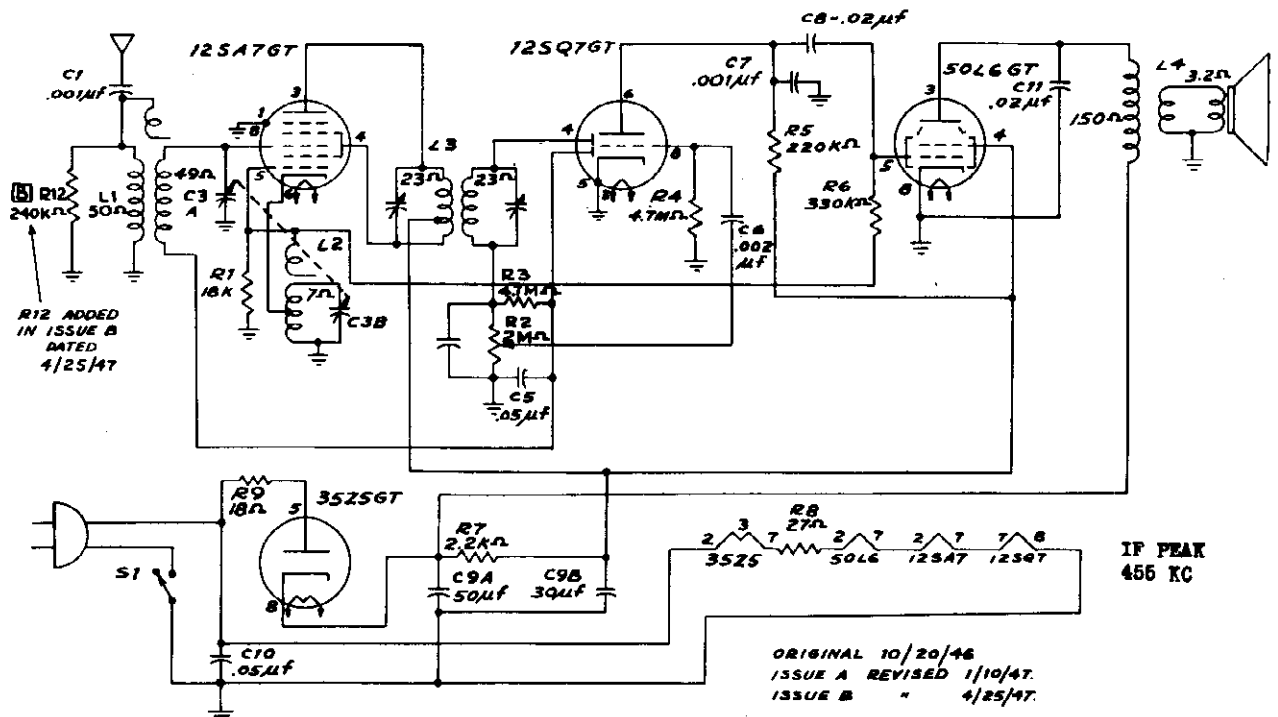 C8-.02µf
12SA7GT
12SQ7GT
C7
.001µf
50L6GT
C11
.02µf
L4
3.2Ω
150Ω
C1
.001µf
3
1
8
4
5
6
49Ω
C3
A
L3
23Ω
23Ω
6
4
5
7
8
2
R4
4.7MΩ
C6
.002
µf
R5
220KΩ
R6
330KΩ
3
4
5
8
B R12
240KΩ
L1
50Ω
R12 ADDED
IN ISSUE B
DATED
4/25/47
R1
18K
L2
7Ω
C3B
R3
4.7MΩ
R2
2MΩ
C5
.05µf
R9
18Ω
35Z5GT
5
8
S1
C10
.05µf
R7
2.2KΩ
C9A
50µf
C9B
30µf
2 3 7
35Z5
R8
27Ω
2 7
50L6
2 7
12SA7
7 8
12SQ7
IF PEAK
455 KC
ORIGINAL 10/20/46
ISSUE A REVISED 1/10/47.
ISSUE B " 4/25/47.